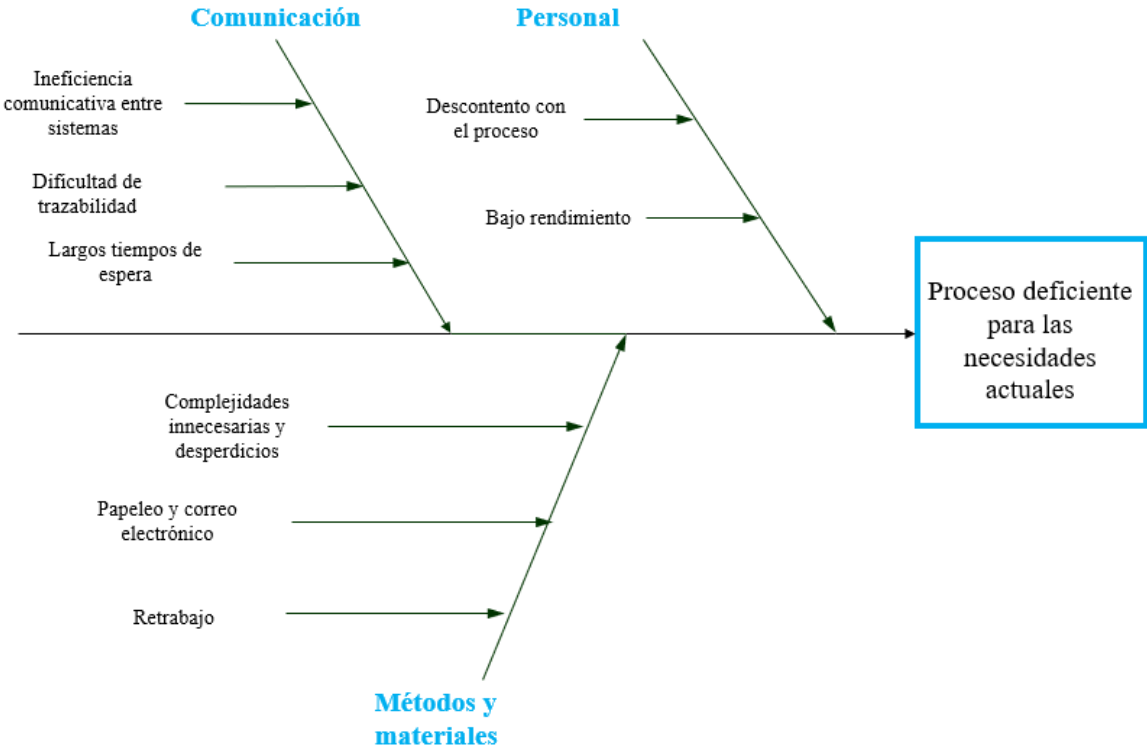 Comunicación
Personal
Ineficiencia
comunicativa entre
sistemas
Descontento con
el proceso
Dificultad de
trazabilidad
Bajo rendimiento
Largos tiempos de
espera
Proceso deficiente
para las
necesidades
actuales
Complejidades
innecesarias y
desperdicios
Papeleo y correo
electrónico
Retrabajo
Métodos y
materiales